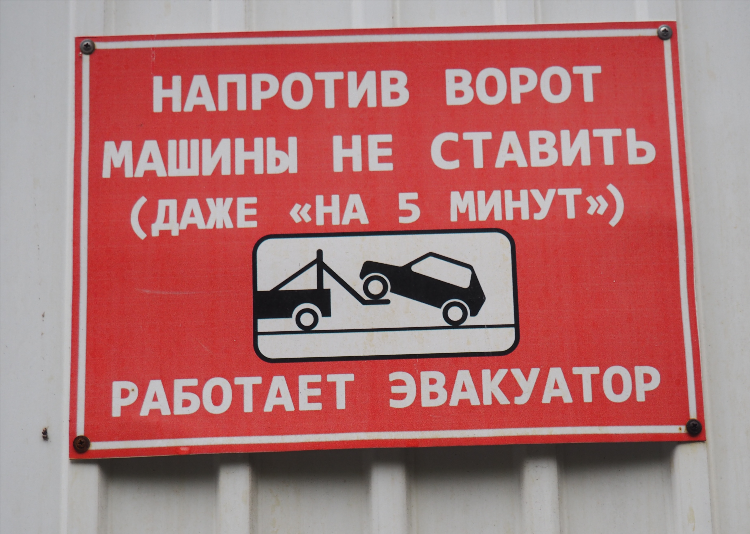 НАПРОТИВ ВОРОТ
МАШИНЫ НЕ СТАВИТЬ
(ДАЖЕ «НА 5 МИНУТ»)
РАБОТАЕТ ЭВАКУАТОР